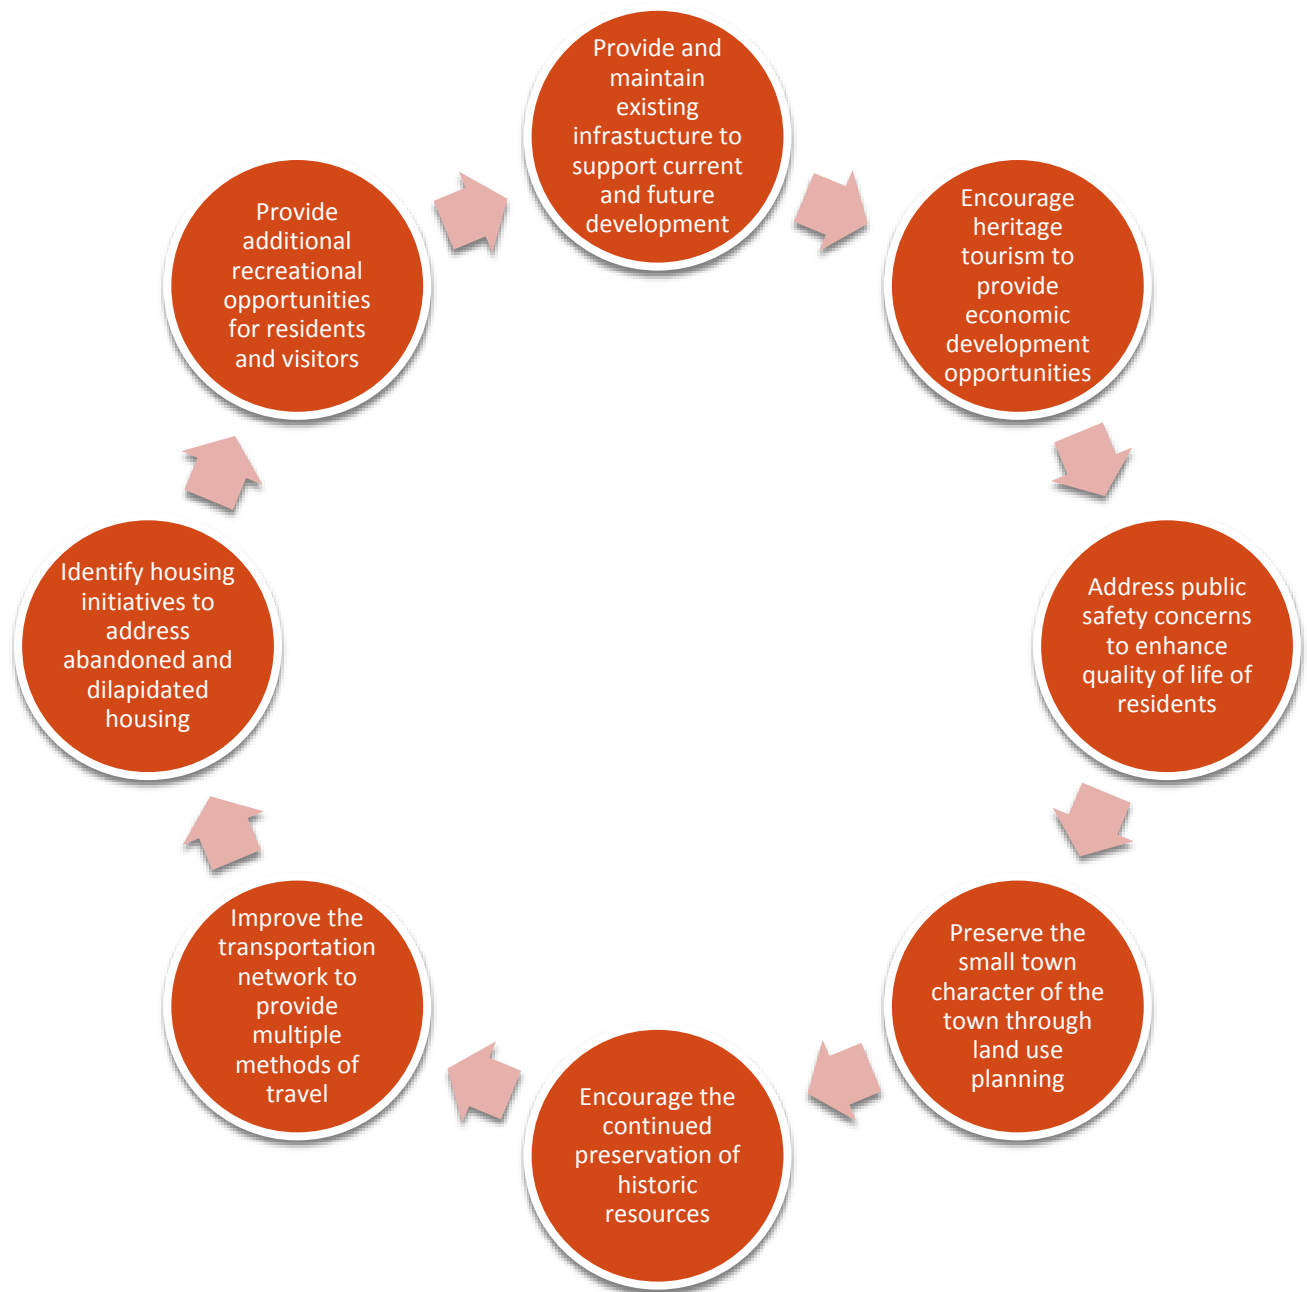 Provide and
maintain
existing
infrastucture to
support current
and future
development
Encourage
heritage
tourism to
provide
economic
development
opportunities
Address public
safety concerns
to enhance
quality of life of
residents
Preserve the
small town
character of the
town through
land use
planning
Encourage the
continued
preservation of
historic
resources
Improve the
transportation
network to
provide
multiple
methods of
travel
Identify housing
initiatives to
address
abandoned and
dilapidated
housing
Provide
additional
recreational
opportunities
for residents
and visitors